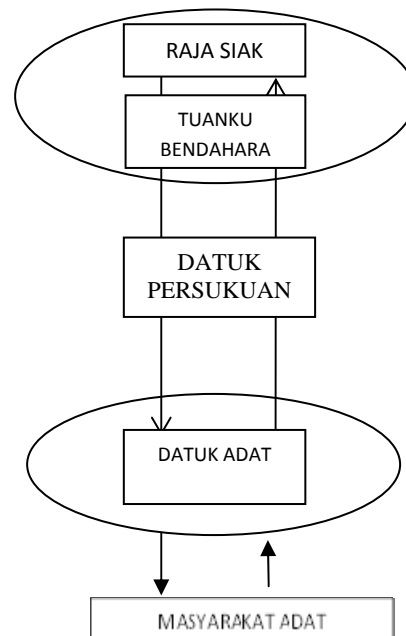 RAJA SIAK
TUANKU
BENDAHARA
DATUK
PERSUKUAN
DATUK ADAT
MASYARAKAT ADAT